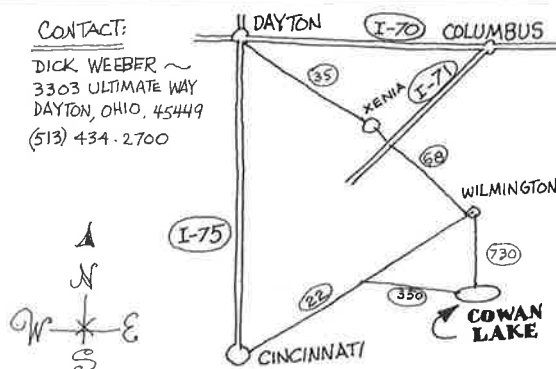 CONTACT:
DICK WEEBER ~
3303 ULTIMATE WAY
DAYTON, OHIO, 45449
(513) 434-2700
DAYTON
I-70
COLUMBUS
35
I-71
XENIA
68
WILMINGTON
I-75
730
22
350
COWAN
LAKE
CINCINNATI
N
W E
S